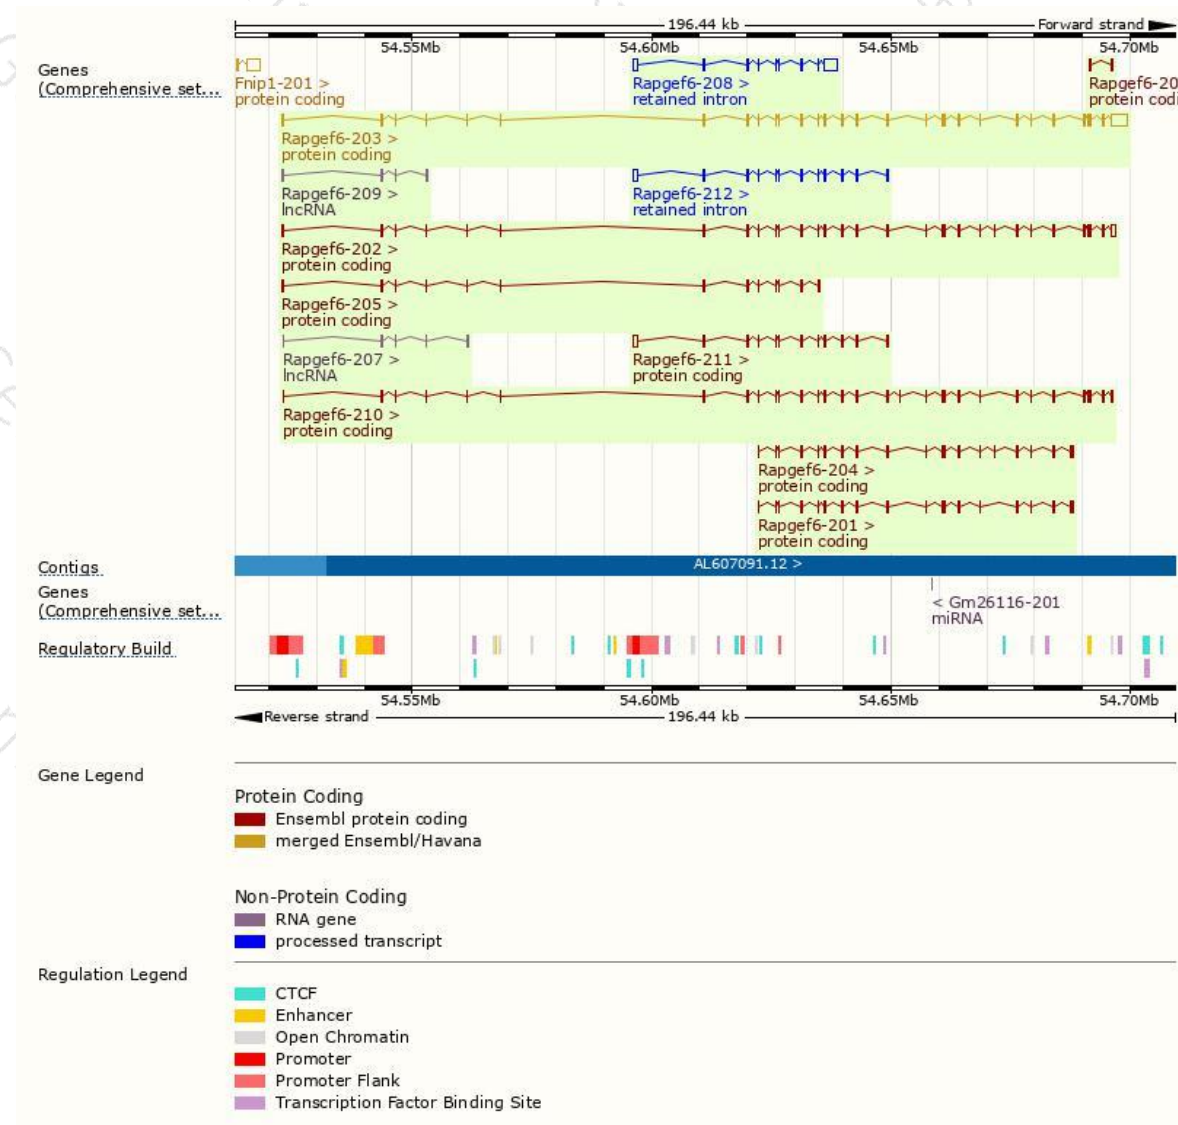 196.44 kb
Forward strand
54.55Mb 54.60Mb 54.65Mb 54.70Mb
Genes
(Comprehensive set...
Fnip1-201 >
protein coding
Rapgef6-208 >
retained intron
Rapgef6-20
protein codi
Rapgef6-203 >
protein coding
Rapgef6-209 >
lncRNA
Rapgef6-212 >
retained intron
Rapgef6-202 >
protein coding
Rapgef6-205 >
protein coding
Rapgef6-207 >
lncRNA
Rapgef6-211 >
protein coding
Rapgef6-210 >
protein coding
Rapgef6-204 >
protein coding
Rapgef6-201 >
protein coding
Contigs
AL607091.12 >
Genes
(Comprehensive set...
< Gm26116-201
miRNA
Regulatory Build
54.55Mb 54.60Mb 54.65Mb 54.70Mb
Reverse strand
196.44 kb
Gene Legend
Protein Coding
Ensembl protein coding
merged Ensembl/Havana
Non-Protein Coding
RNA gene
processed transcript
Regulation Legend
CTCF
Enhancer
Open Chromatin
Promoter
Promoter Flank
Transcription Factor Binding Site